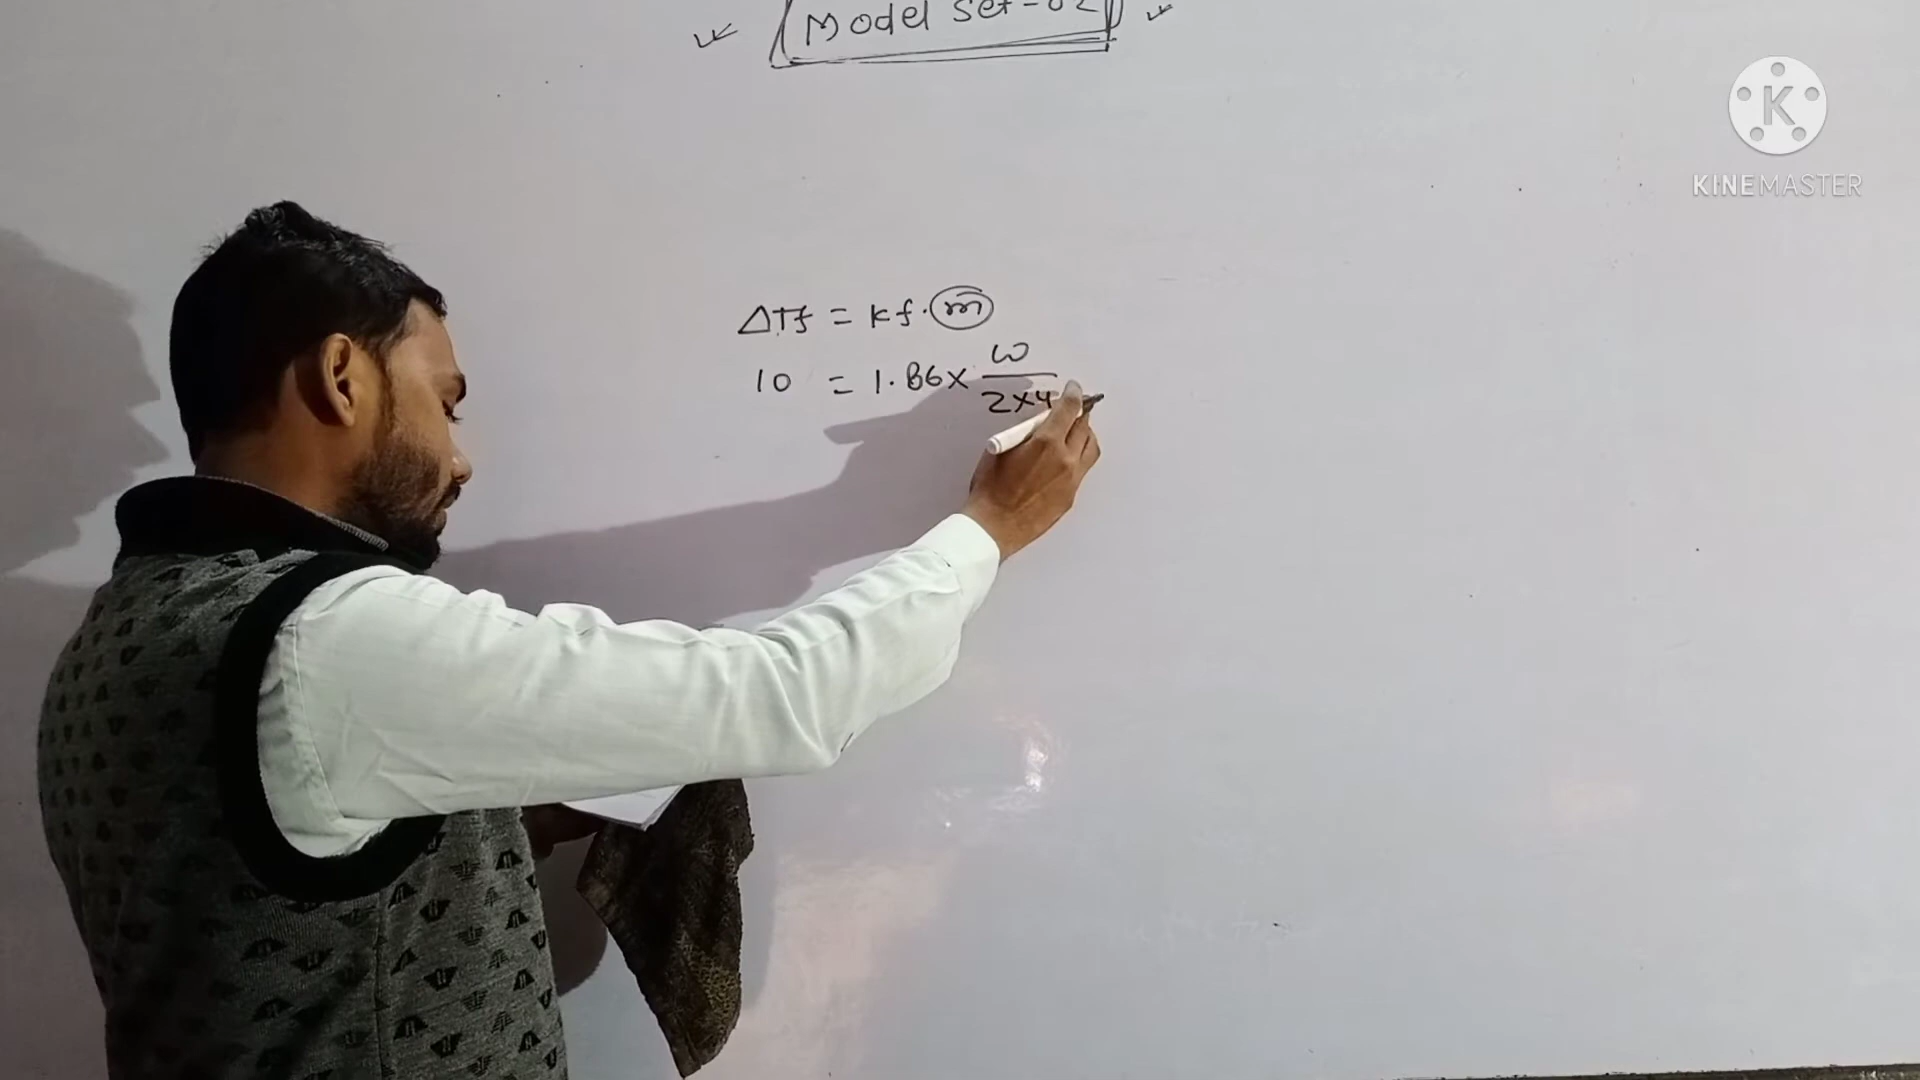 Model Set-02
KINEMASTER
ΔTf = Kf. m
10 = 1.86 × w
2×4